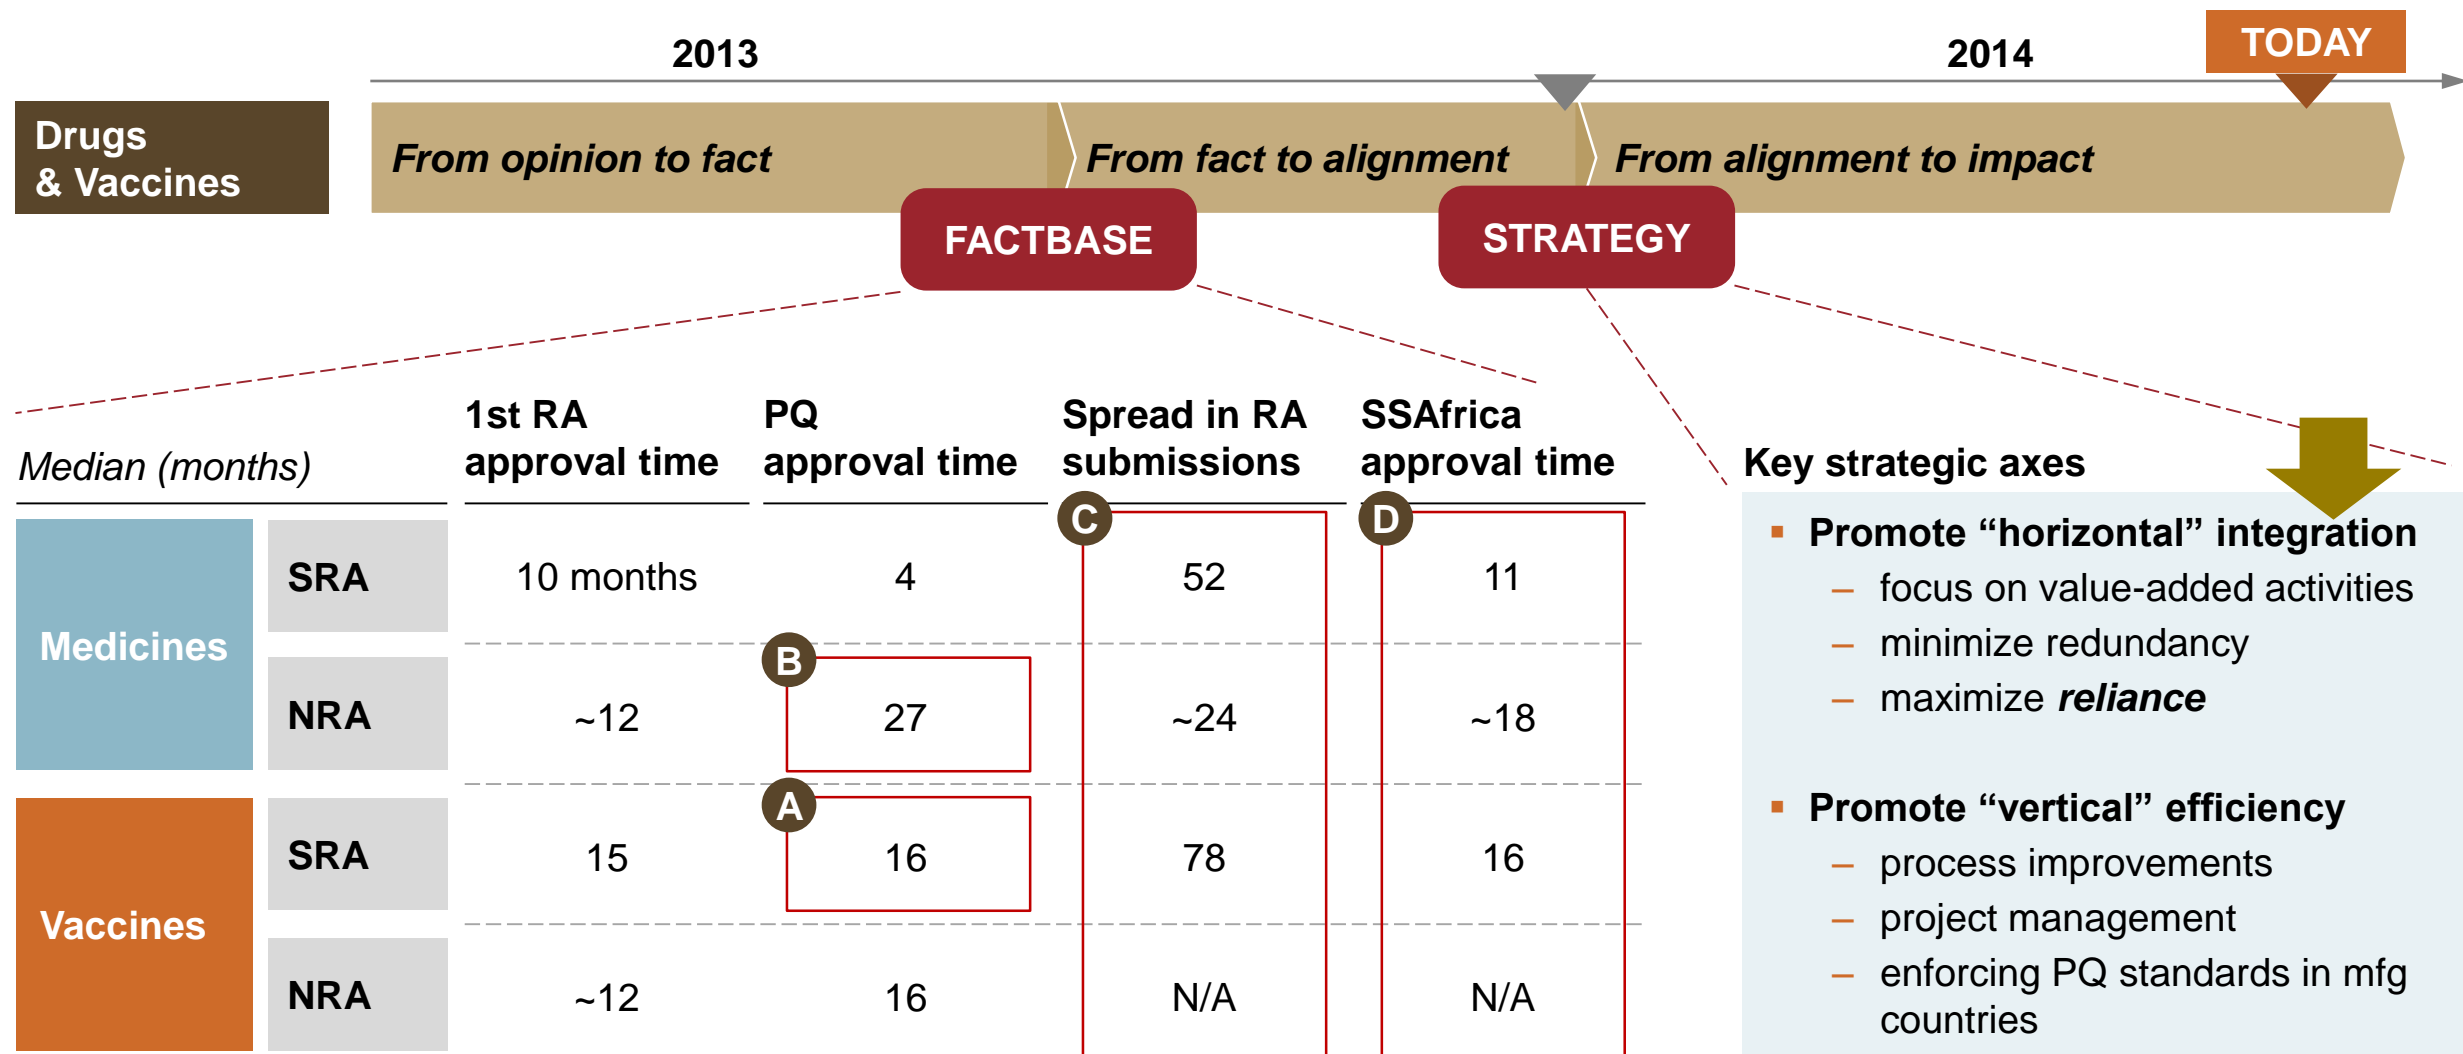 2013
2014
TODAY
Drugs
& Vaccines
From opinion to fact
From fact to alignment
From alignment to impact
FACTBASE
STRATEGY
Median (months)
1st RA
approval time
PQ
approval time
Spread in RA
submissions
SSAfrica
approval time
C
D
Medicines
SRA
10 months
4
52
11
B
NRA
~12
27
~24
~18
A
Vaccines
SRA
15
16
78
16
NRA
~12
16
N/A
N/A
Key strategic axes
▪ Promote “horizontal” integration
– focus on value-added activities
– minimize redundancy
– maximize reliance
▪ Promote “vertical” efficiency
– process improvements
– project management
– enforcing PQ standards in mfg
countries